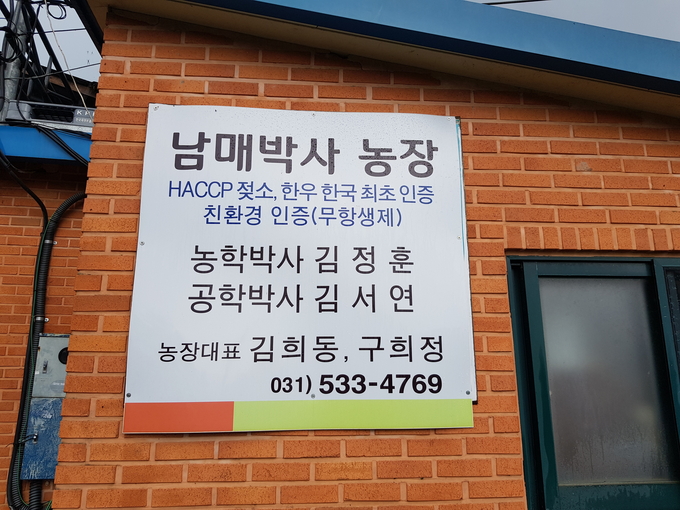 남매박사 농장
HACCP 젖소, 한우 한국 최초 인증
친환경 인증(무항생제)
농학박사 김 정 훈
공학박사 김 서 연
농장대표 김희동, 구희정
031) 533-4769